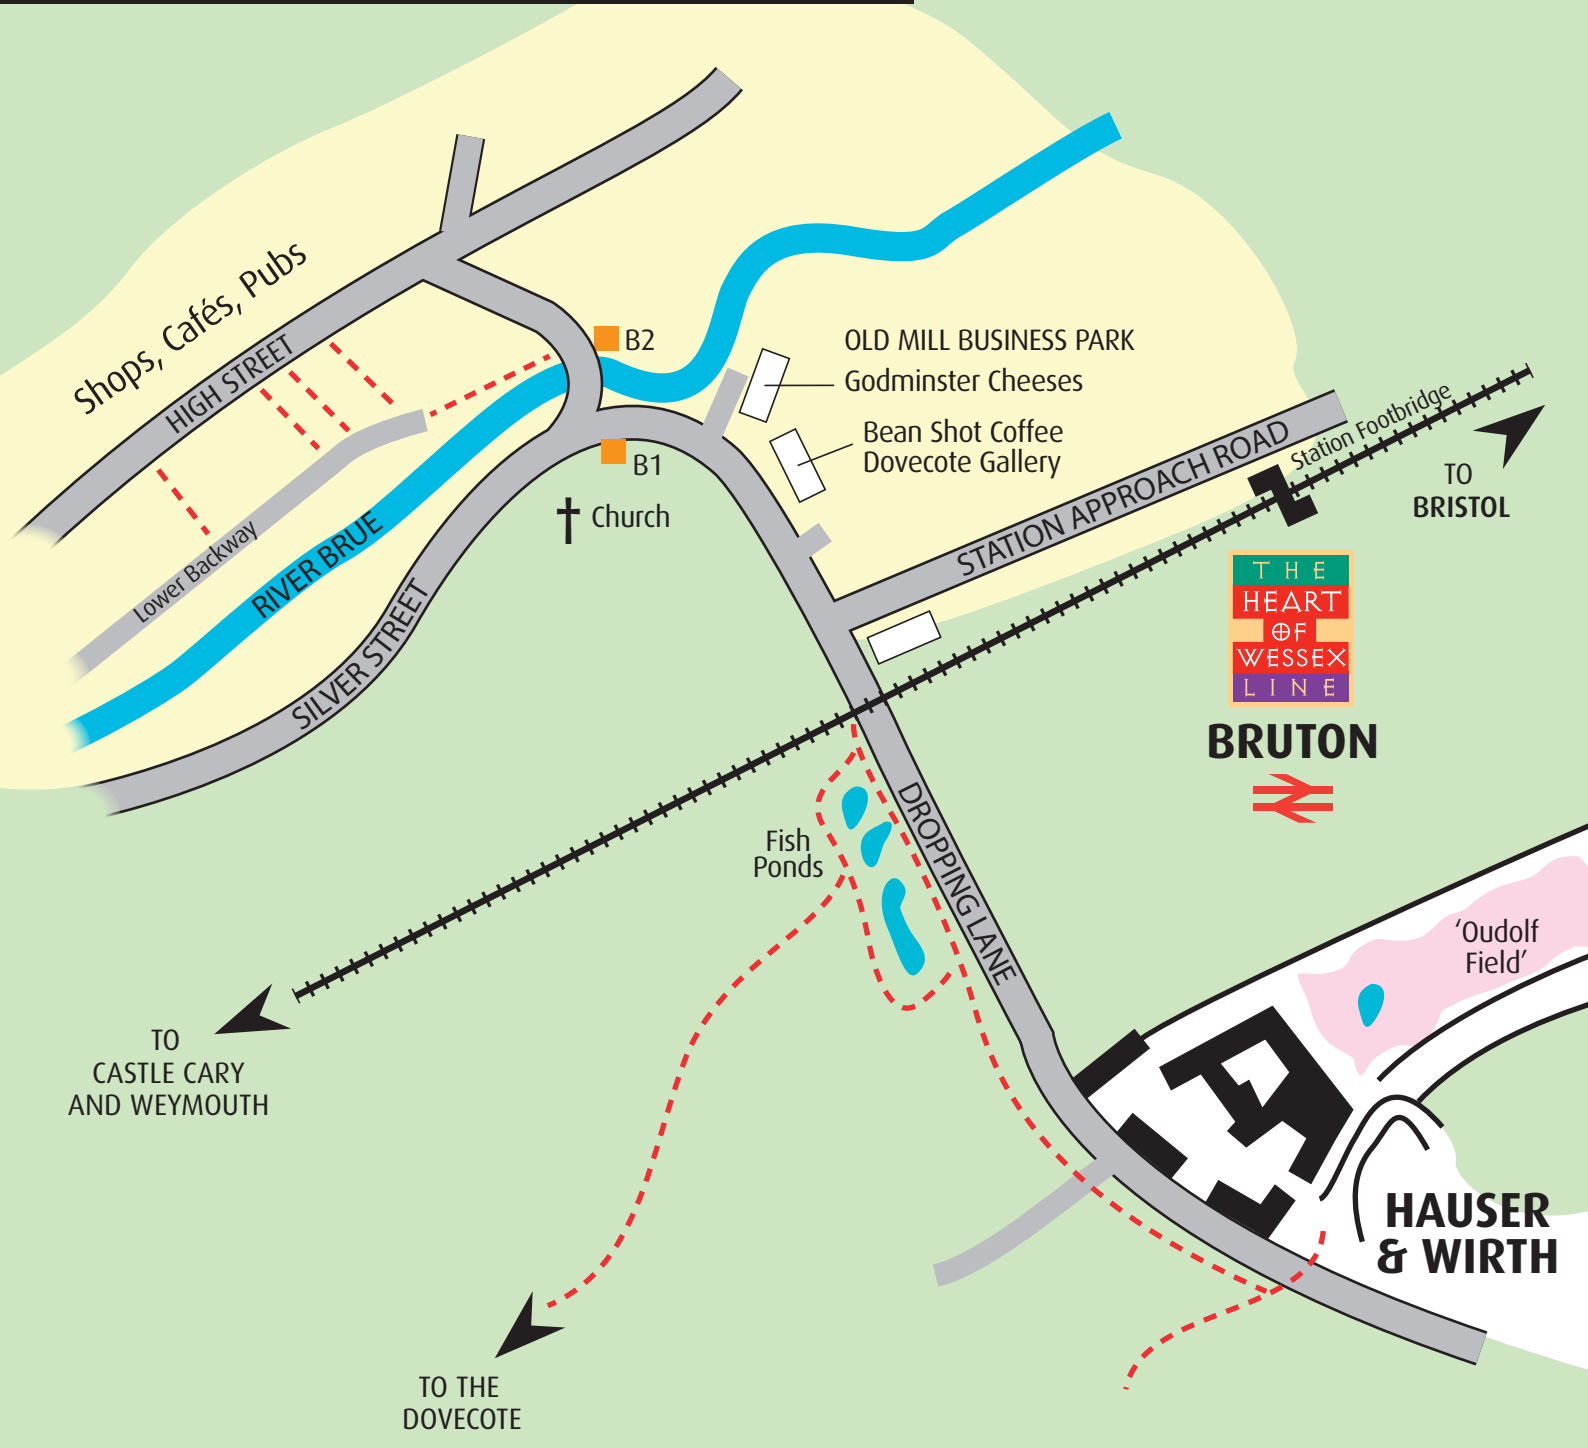 Shops, Cafés, Pubs
HIGH STREET
B2
OLD MILL BUSINESS PARK
Godminster Cheeses
Bean Shot Coffee
Dovecote Gallery
B1
Church
Station Footbridge
STATION APPROACH ROAD
TO
BRISTOL
Lower Backway
RIVER BRUE
SILVER STREET
THE
HEART
OF
WESSEX
LINE
BRUTON
DROPPING LANE
Fish
Ponds
‘Oudolf
Field’
TO
CASTLE CARY
AND WEYMOUTH
HAUSER
& WIRTH
TO THE
DOVECOTE